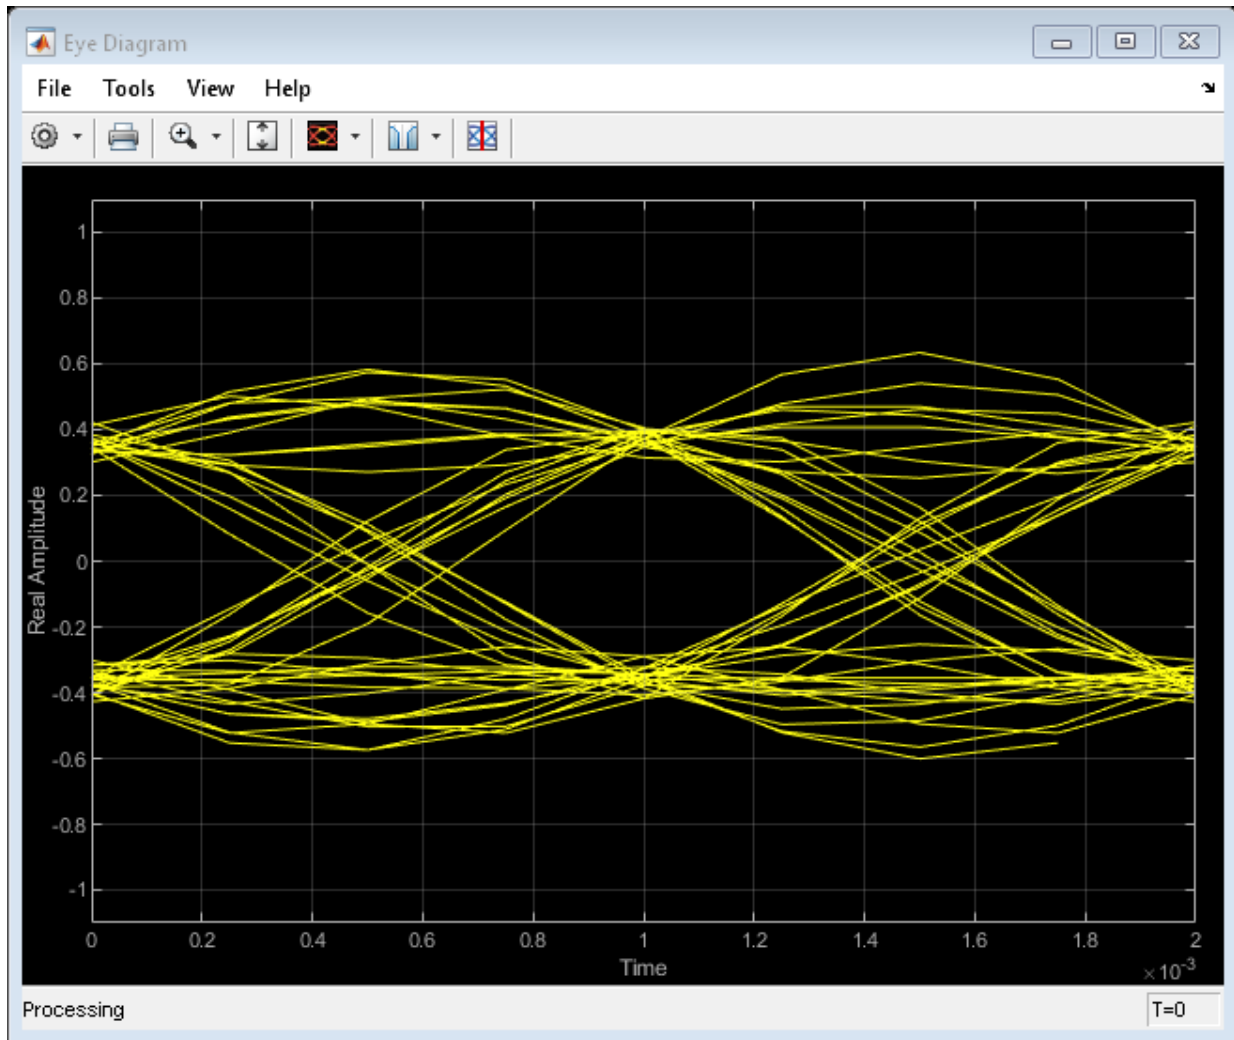 Eye Diagram
File Tools View Help
1
0.8
0.6
0.4
0.2
0
-0.2
-0.4
-0.6
-0.8
-1
Real Amplitude
0 0.2 0.4 0.6 0.8 1 1.2 1.4 1.6 1.8 2
Time
×10⁻³
Processing T=0